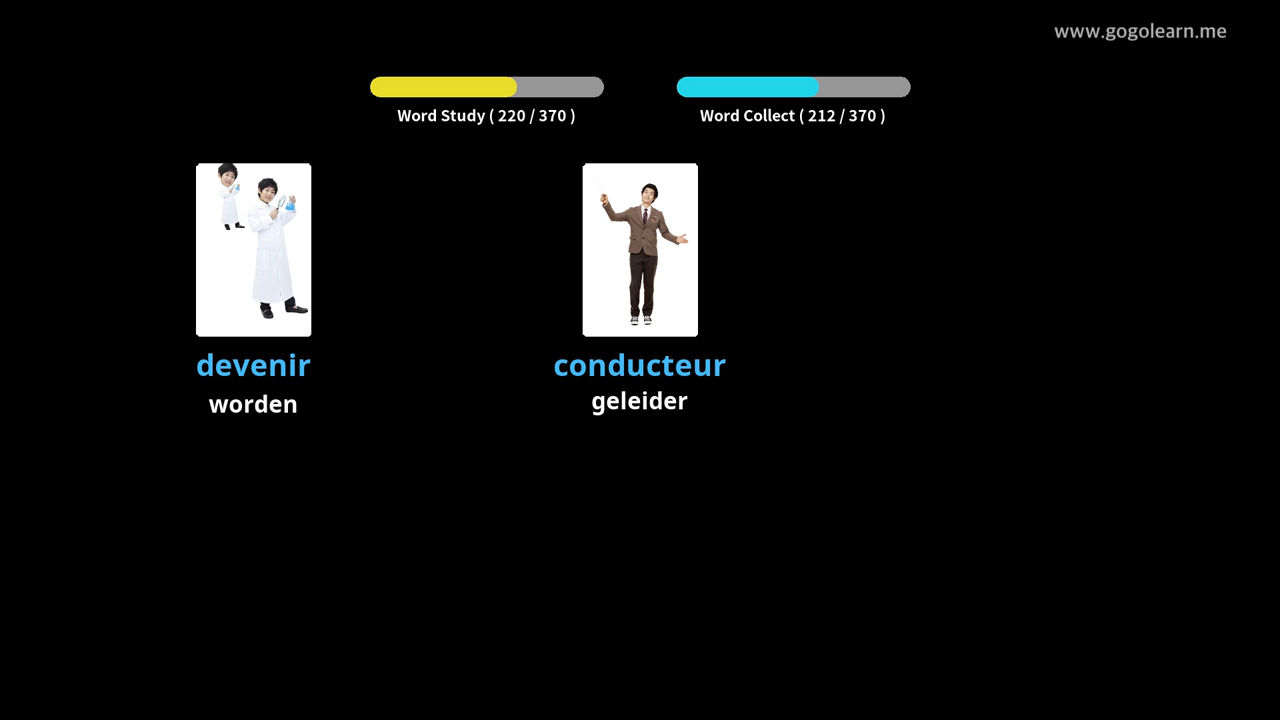 www.gogolearn.me
Word Study ( 220 / 370 )
Word Collect ( 212 / 370 )
devenir
worden
conducteur
geleider